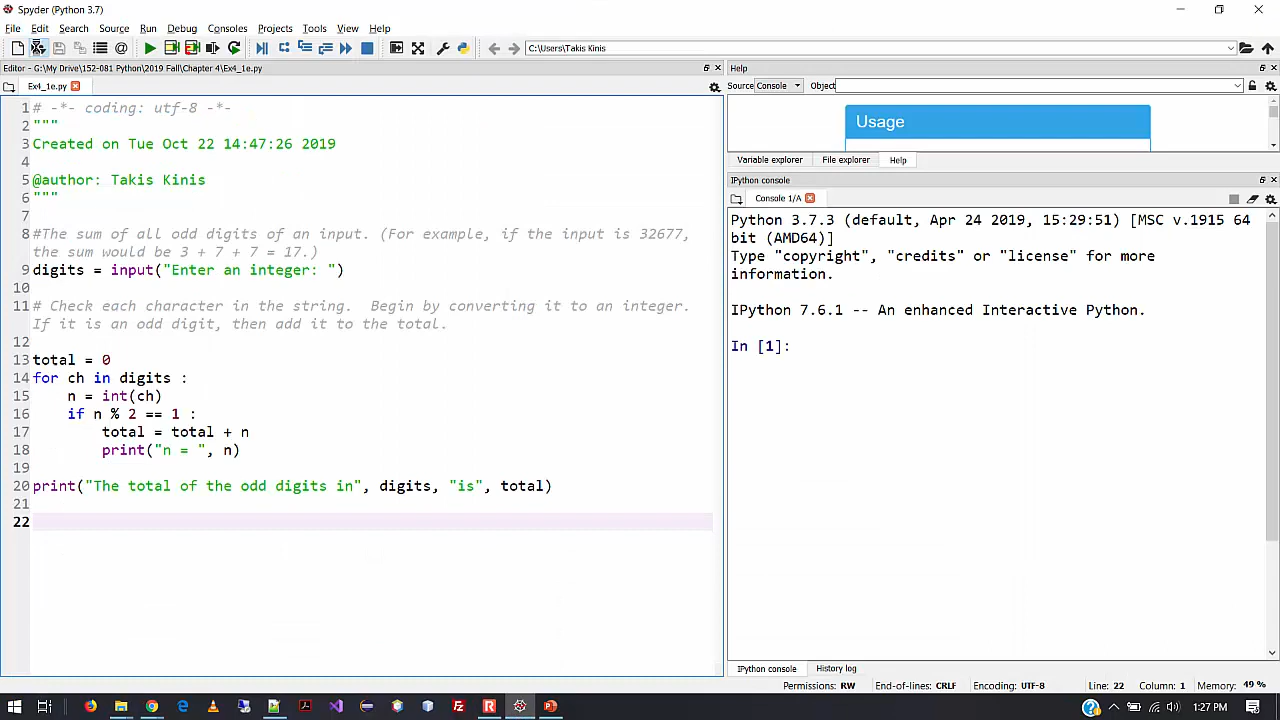 Spyder (Python 3.7)
File Edit Search Source Run Debug Consoles Projects Tools View Help
C:\Users\Takis Kinis
Editor - G:\My Drive\152-081 Python\2019 Fall\Chapter 4\Ex4_1e.py
Ex4_1e.py
1 # -*- coding: utf-8 -*-
2 """
3 Created on Tue Oct 22 14:47:26 2019
4
5 @author: Takis Kinis
6 """
7
8 #The sum of all odd digits of an input. (For example, if the input is 32677,
the sum would be 3 + 7 + 7 = 17.)
9 digits = input("Enter an integer: ")
10
11 # Check each character in the string.  Begin by converting it to an integer.
If it is an odd digit, then add it to the total.
12
13 total = 0
14 for ch in digits :
15     n = int(ch)
16     if n % 2 == 1 :
17         total = total + n
18         print("n = ", n)
19
20 print("The total of the odd digits in", digits, "is", total)
21
22
Help
Source Console Object
Usage
Variable explorer File explorer Help
IPython console
Console 1/A
Python 3.7.3 (default, Apr 24 2019, 15:29:51) [MSC v.1915 64
bit (AMD64)]
Type "copyright", "credits" or "license" for more
information.
IPython 7.6.1 -- An enhanced Interactive Python.
In [1]:
IPython console History log
Permissions: RW End-of-lines: CRLF Encoding: UTF-8 Line: 22 Column: 1 Memory: 49 %
1:27 PM